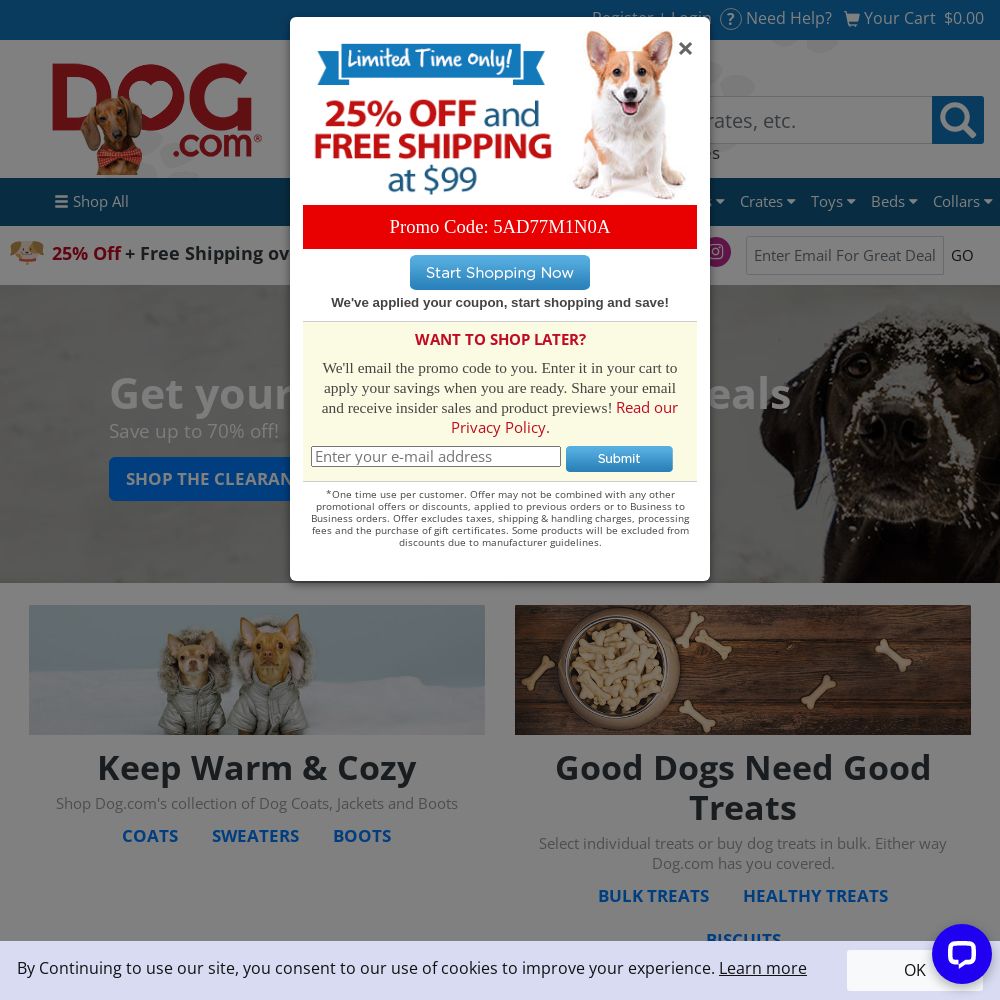 Register | Login
? Need Help?
Your Cart $0.00
DOG
.com®
rates, etc.
Shop All
Crates
Toys
Beds
Collars
25% Off + Free Shipping ov
Enter Email For Great Deal
GO
×
Limited Time Only!
25% OFF and
FREE SHIPPING
at $99
Promo Code: 5AD77M1N0A
Start Shopping Now
We've applied your coupon, start shopping and save!
WANT TO SHOP LATER?
We'll email the promo code to you. Enter it in your cart to
apply your savings when you are ready. Share your email
and receive insider sales and product previews! Read our
Privacy Policy.
Enter your e-mail address
Submit
*One time use per customer. Offer may not be combined with any other
promotional offers or discounts, applied to previous orders or to Business to
Business orders. Offer excludes taxes, shipping & handling charges, processing
fees and the purchase of gift certificates. Some products will be excluded from
discounts due to manufacturer guidelines.
Get your
eals
Save up to 70% off!
SHOP THE CLEARAN
Keep Warm & Cozy
Shop Dog.com's collection of Dog Coats, Jackets and Boots
COATS SWEATERS BOOTS
Good Dogs Need Good
Treats
Select individual treats or buy dog treats in bulk. Either way
Dog.com has you covered.
BULK TREATS HEALTHY TREATS
BISCUITS
By Continuing to use our site, you consent to our use of cookies to improve your experience. Learn more
OK